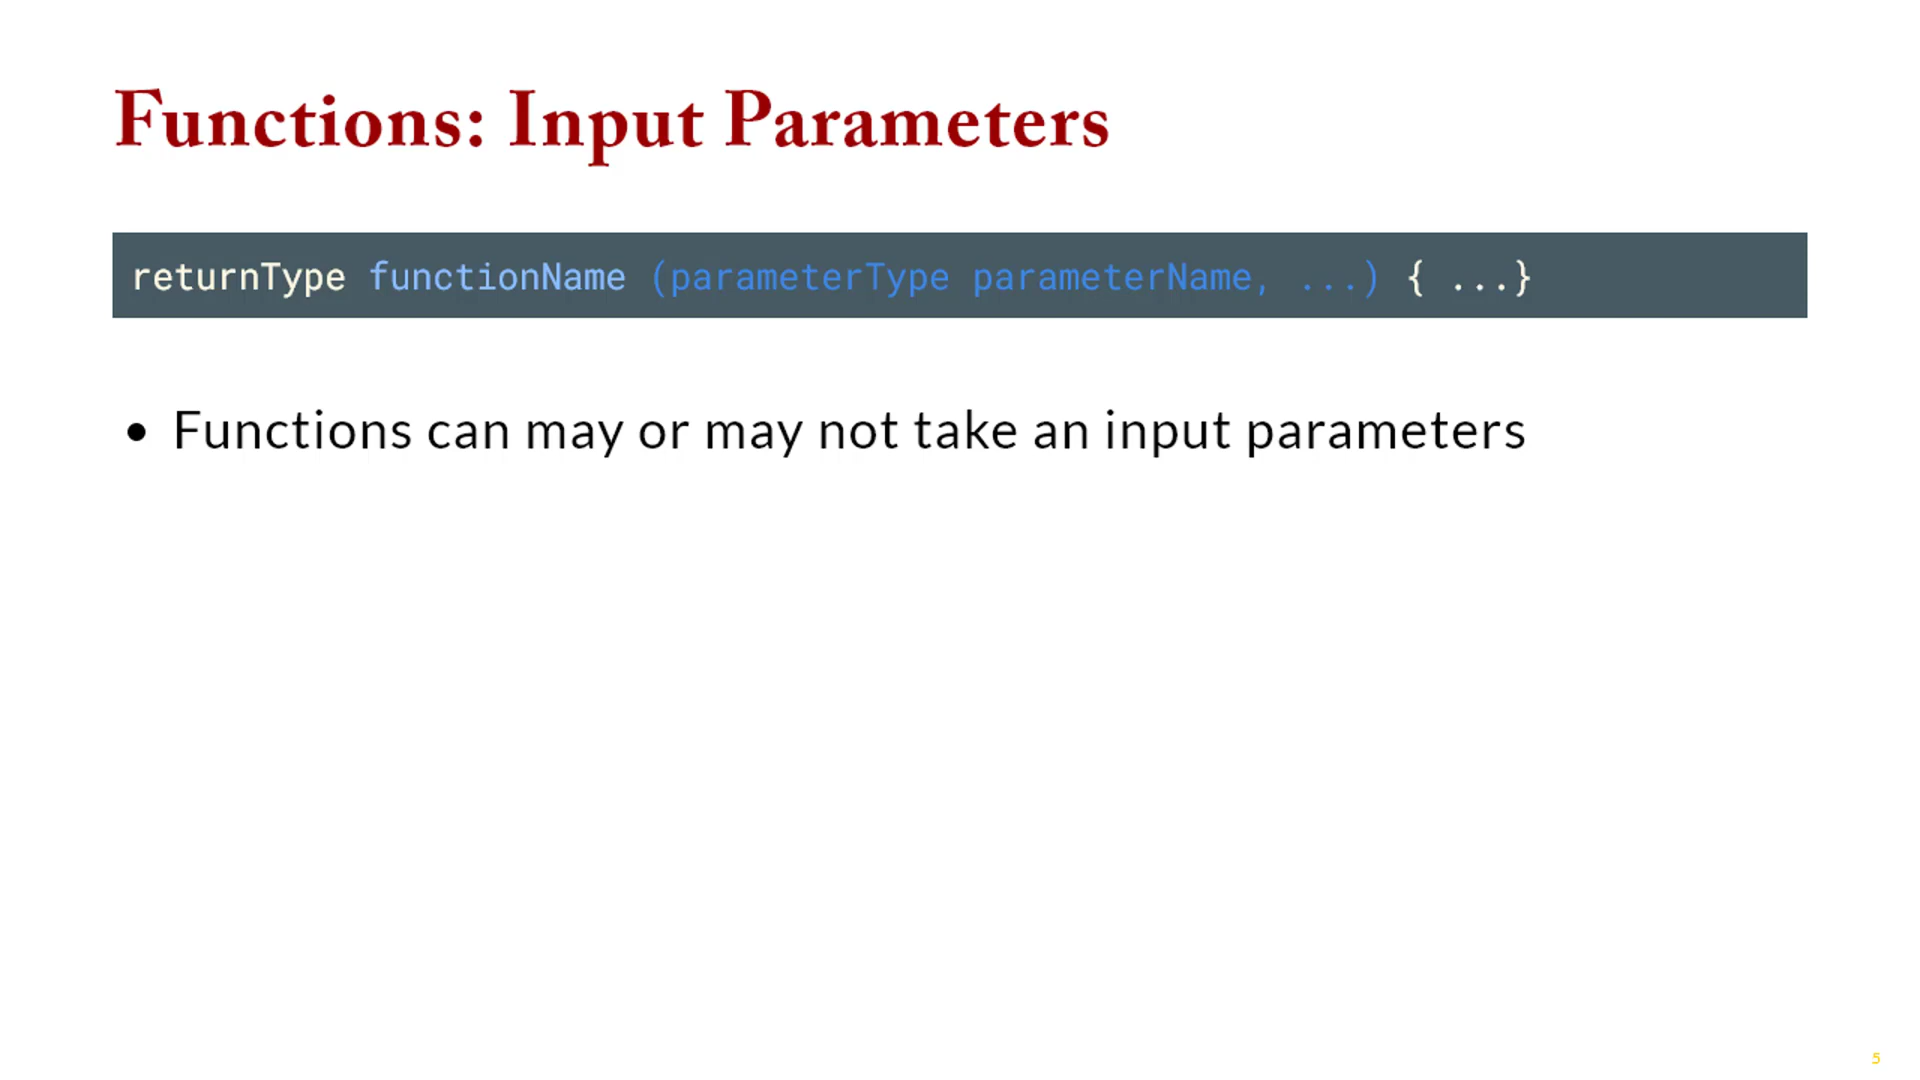 Functions: Input Parameters
returnType functionName (parameterType parameterName, ...) { ...}
• Functions can may or may not take an input parameters
5